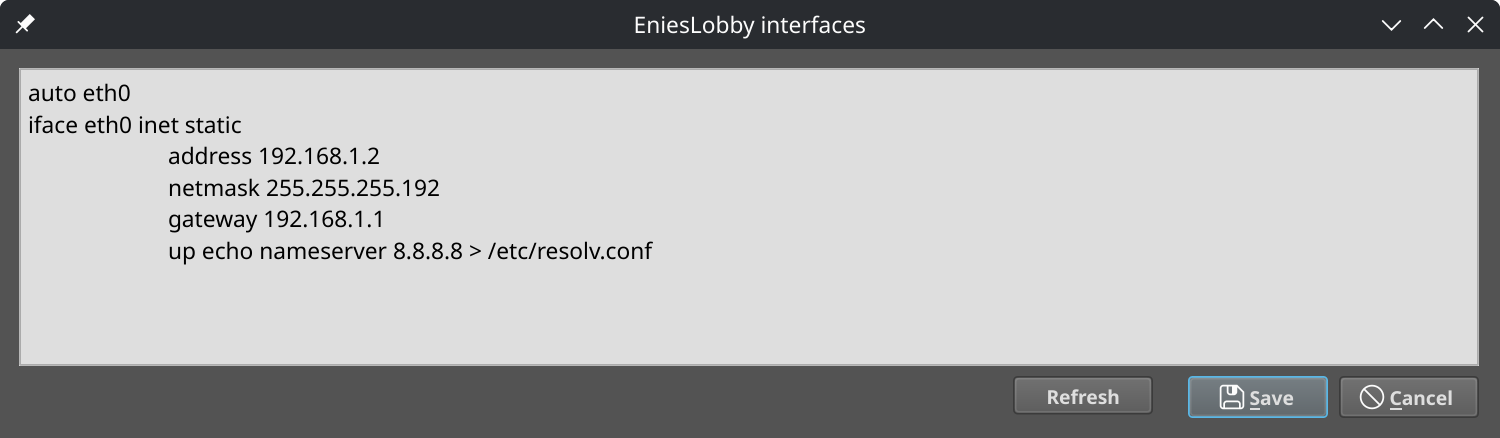 EniesLobby interfaces
auto eth0
iface eth0 inet static
address 192.168.1.2
netmask 255.255.255.192
gateway 192.168.1.1
up echo nameserver 8.8.8.8 > /etc/resolv.conf
Refresh
Save
Cancel